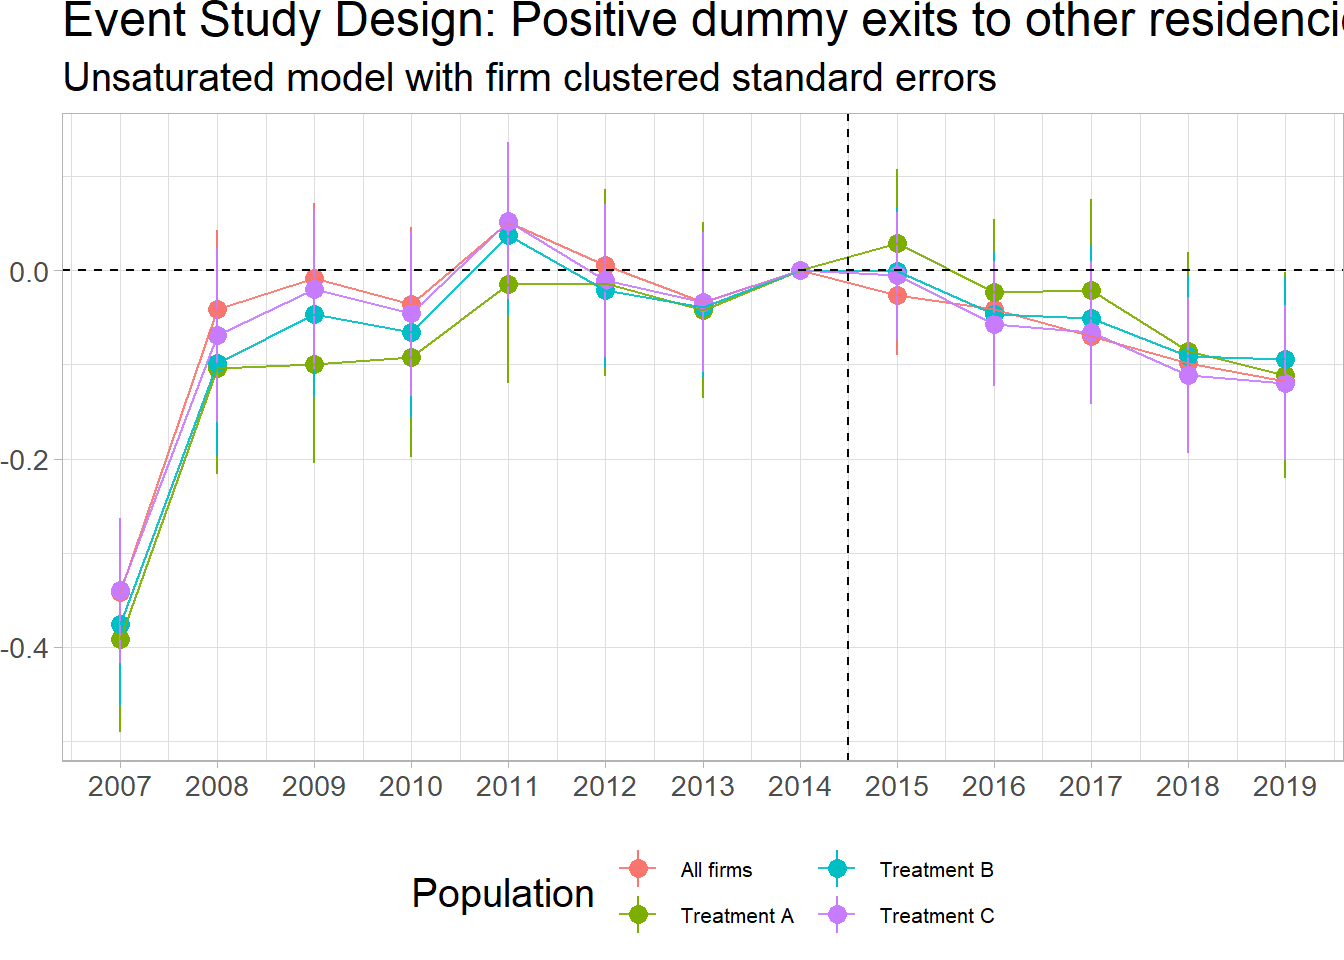 Event Study Design: Positive dummy exits to other
Unsaturated model with firm clustered standard errors
0.0
-0.2
-0.4
2007 2008 2009 2010 2011 2012 2013 2014 2015 2016 2017 2018 2019
Population
All firms
Treatment A
Treatment B
Treatment C